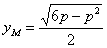 y_M = √(6p − p²) / 2